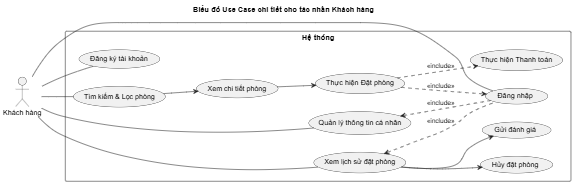 Biểu đồ Use Case chi tiết cho tác nhân Khách hàng
Hệ thống
Đăng ký tài khoản
Thực hiện Thanh toán
«include»
Xem chi tiết phòng
Thực hiện Đặt phòng
«include»
Khách hàng
Tìm kiếm & Lọc phòng
Đăng nhập
«include»
Quản lý thông tin cá nhân
«include»
Gửi đánh giá
Xem lịch sử đặt phòng
Hủy đặt phòng